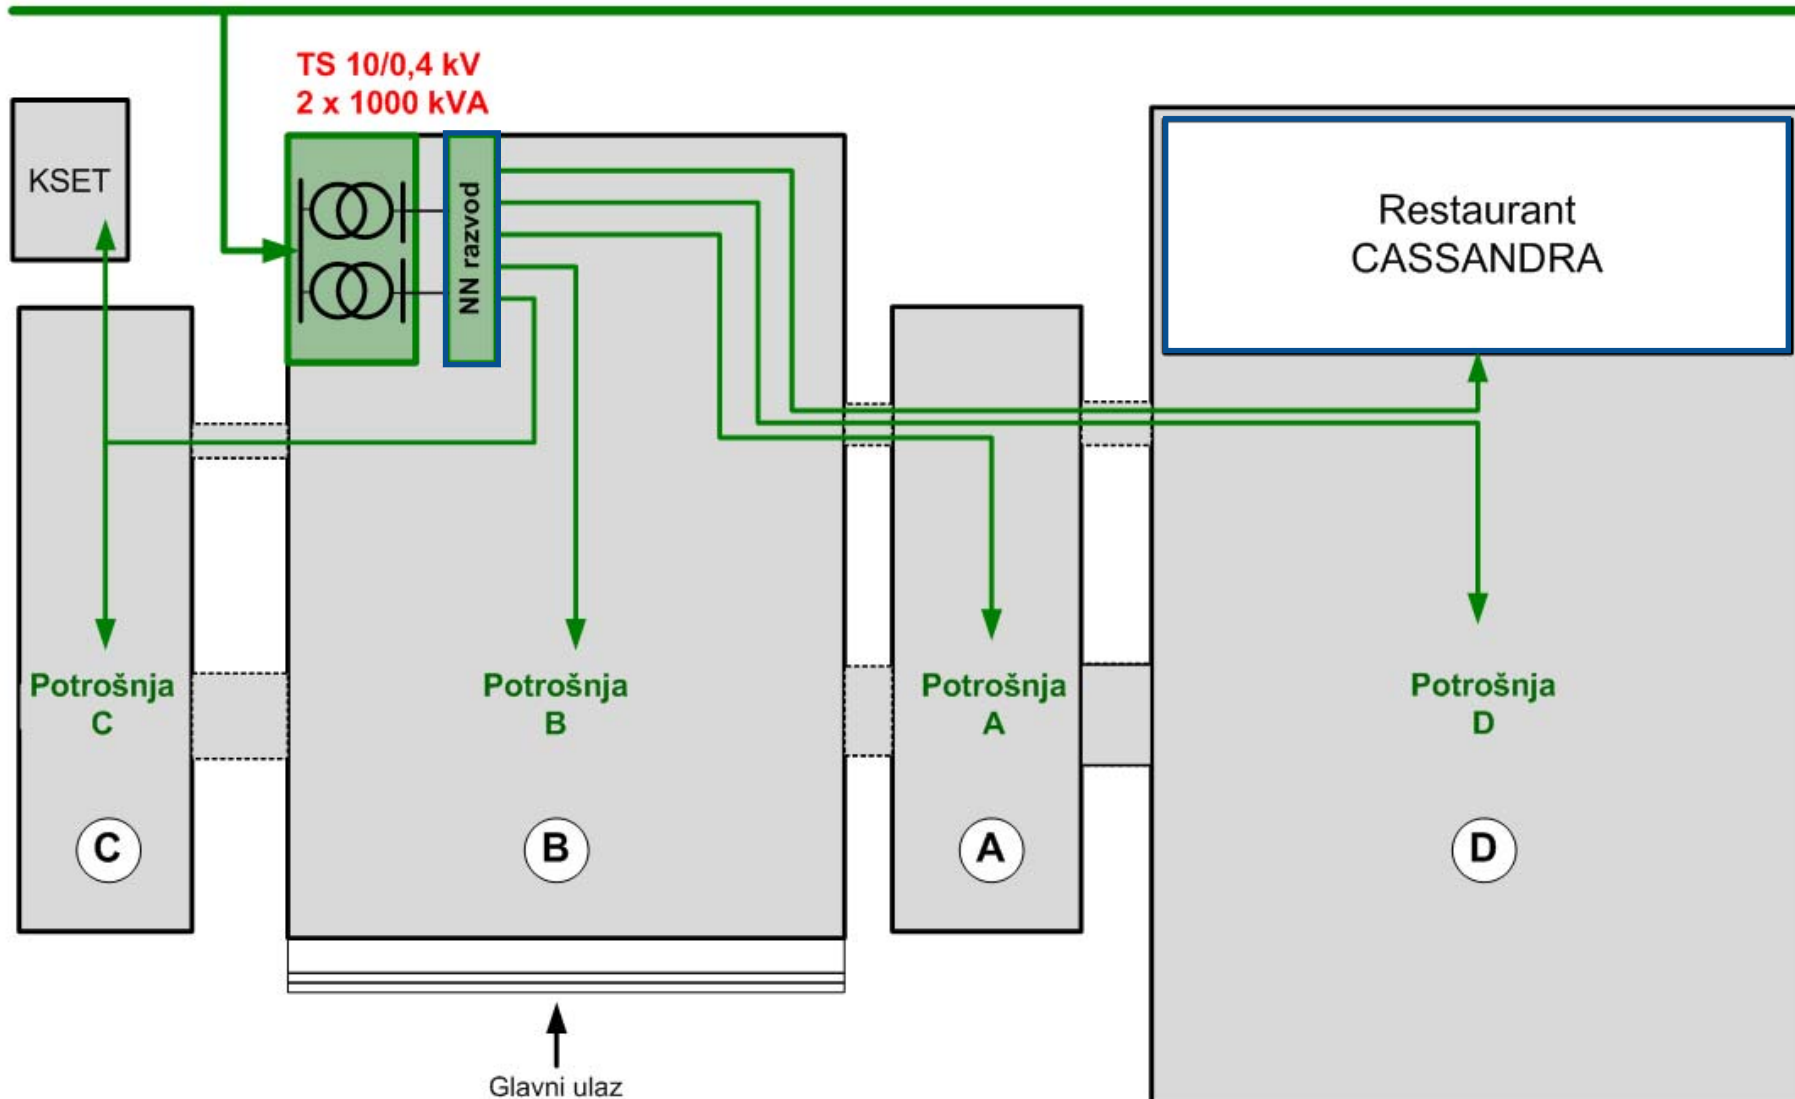 TS 10/0,4 kV
2 x 1000 kVA
KSET
NN razvod
Restaurant
CASSANDRA
Potrošnja
C
Potrošnja
B
Potrošnja
A
Potrošnja
D
C
B
A
D
Glavni ulaz